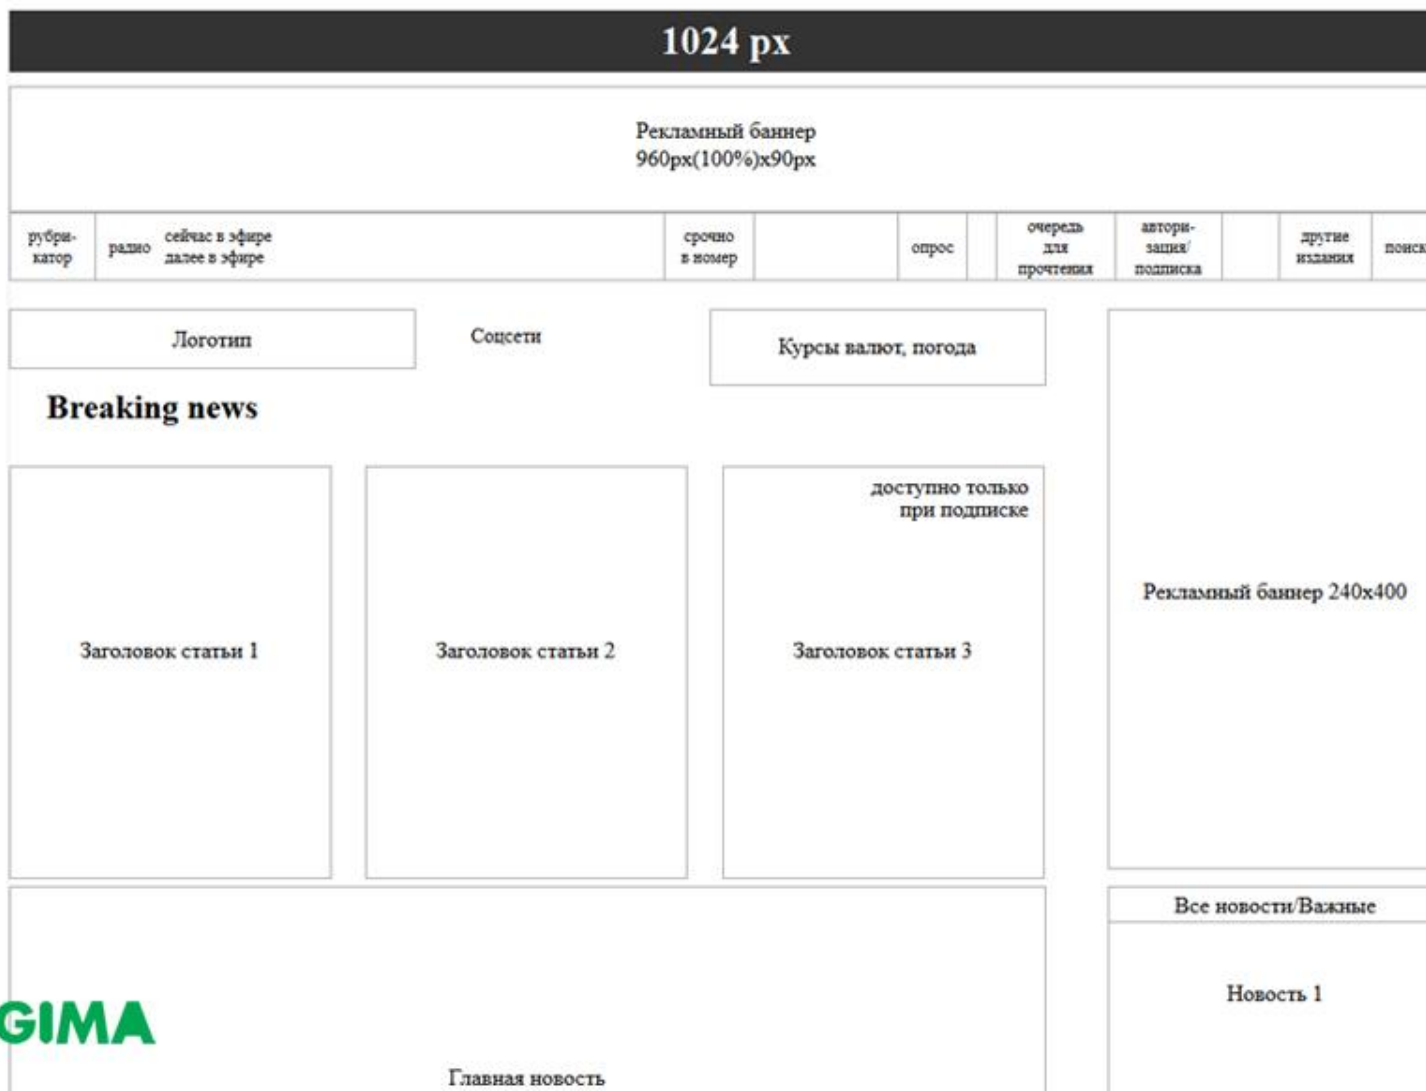 1024 px
Рекламный баннер
960px(100%)x90px
рубри-
катор
радио
сейчас в эфире
далее в эфире
срочно
в номер
опрос
очередь
для
прочтения
автори-
зация/
подписка
другие
издания
поиск
Логотип
Соцсети
Курсы валют, погода
Breaking news
доступно только
при подписке
Рекламный баннер 240x400
Заголовок статьи 1
Заголовок статьи 2
Заголовок статьи 3
Все новости/Важные
Новость 1
GIMA
Главная новость